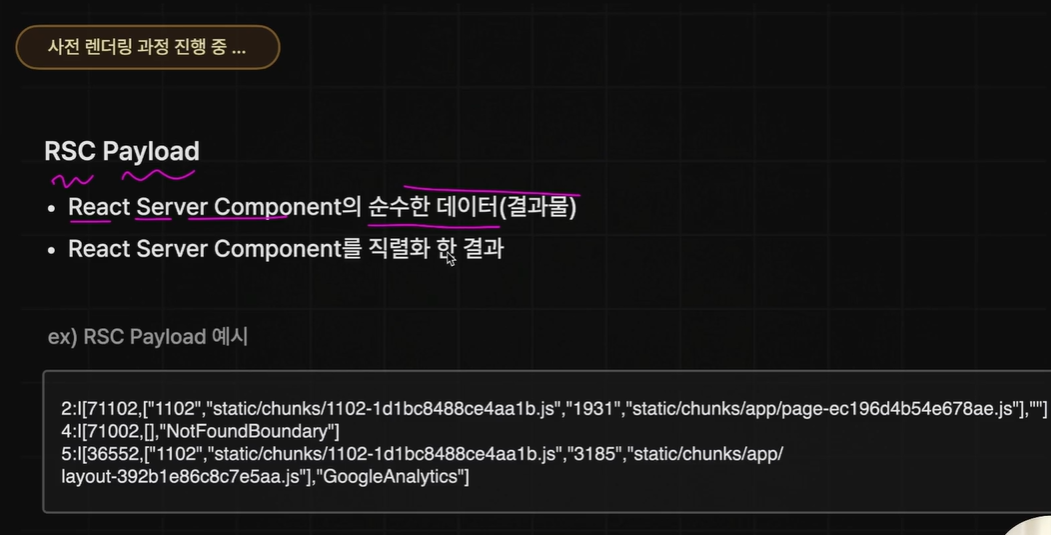 사전 렌더링 과정 진행 중 ...
RSC Payload
• React Server Component의 순수한 데이터(결과물)
• React Server Component를 직렬화 한 결과
ex) RSC Payload 예시
2:I[71102,["1102","static/chunks/1102-1d1bc8488ce4aa1b.js","1931","static/chunks/app/page-ec196d4b54e678ae.js"],""]
4:I[71002,[],"NotFoundBoundary"]
5:I[36552,["1102","static/chunks/1102-1d1bc8488ce4aa1b.js","3185","static/chunks/app/
layout-392b1e86c8c7e5aa.js"],"GoogleAnalytics"]